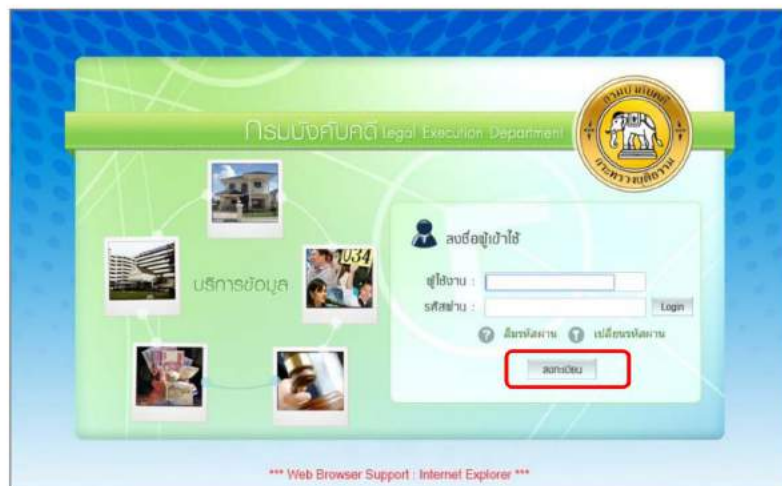 กรมบังคับคดี Legal Execution Department
กรมบังคับคดี
กระทรวงยุติธรรม
1034
บริการข้อมูล
ลงชื่อผู้เข้าใช้
ผู้ใช้งาน :
รหัสผ่าน : Login
? ลืมรหัสผ่าน เปลี่ยนรหัสผ่าน
ลงทะเบียน
*** Web Browser Support : Internet Explorer ***